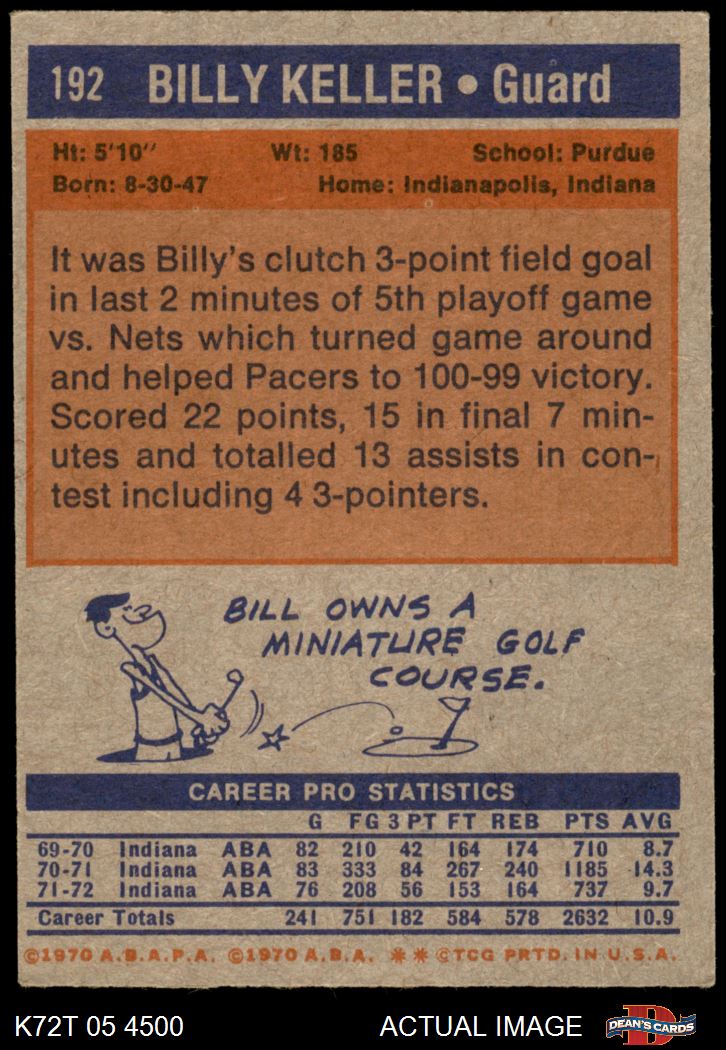 192 BILLY KELLER • Guard
Ht: 5'10" Wt: 185 School: Purdue
Born: 8-30-47 Home: Indianapolis, Indiana
It was Billy's clutch 3-point field goal
in last 2 minutes of 5th playoff game
vs. Nets which turned game around
and helped Pacers to 100-99 victory.
Scored 22 points, 15 in final 7 min-
utes and totalled 13 assists in con-
test including 4 3-pointers.
BILL OWNS A
MINIATURE GOLF
COURSE.
CAREER PRO STATISTICS
G FG 3 PT FT REB PTS AVG
69-70 Indiana ABA 82 210 42 164 174 710 8.7
70-71 Indiana ABA 83 333 84 267 240 1185 14.3
71-72 Indiana ABA 76 208 56 153 164 737 9.7
Career Totals 241 751 182 584 578 2632 10.9
©1970 A.B.A.P.A. ©1970 A.B.A. ** ©TCG PRTD. IN U.S.A.
K72T 05 4500 ACTUAL IMAGE D DEAN'S CARDS